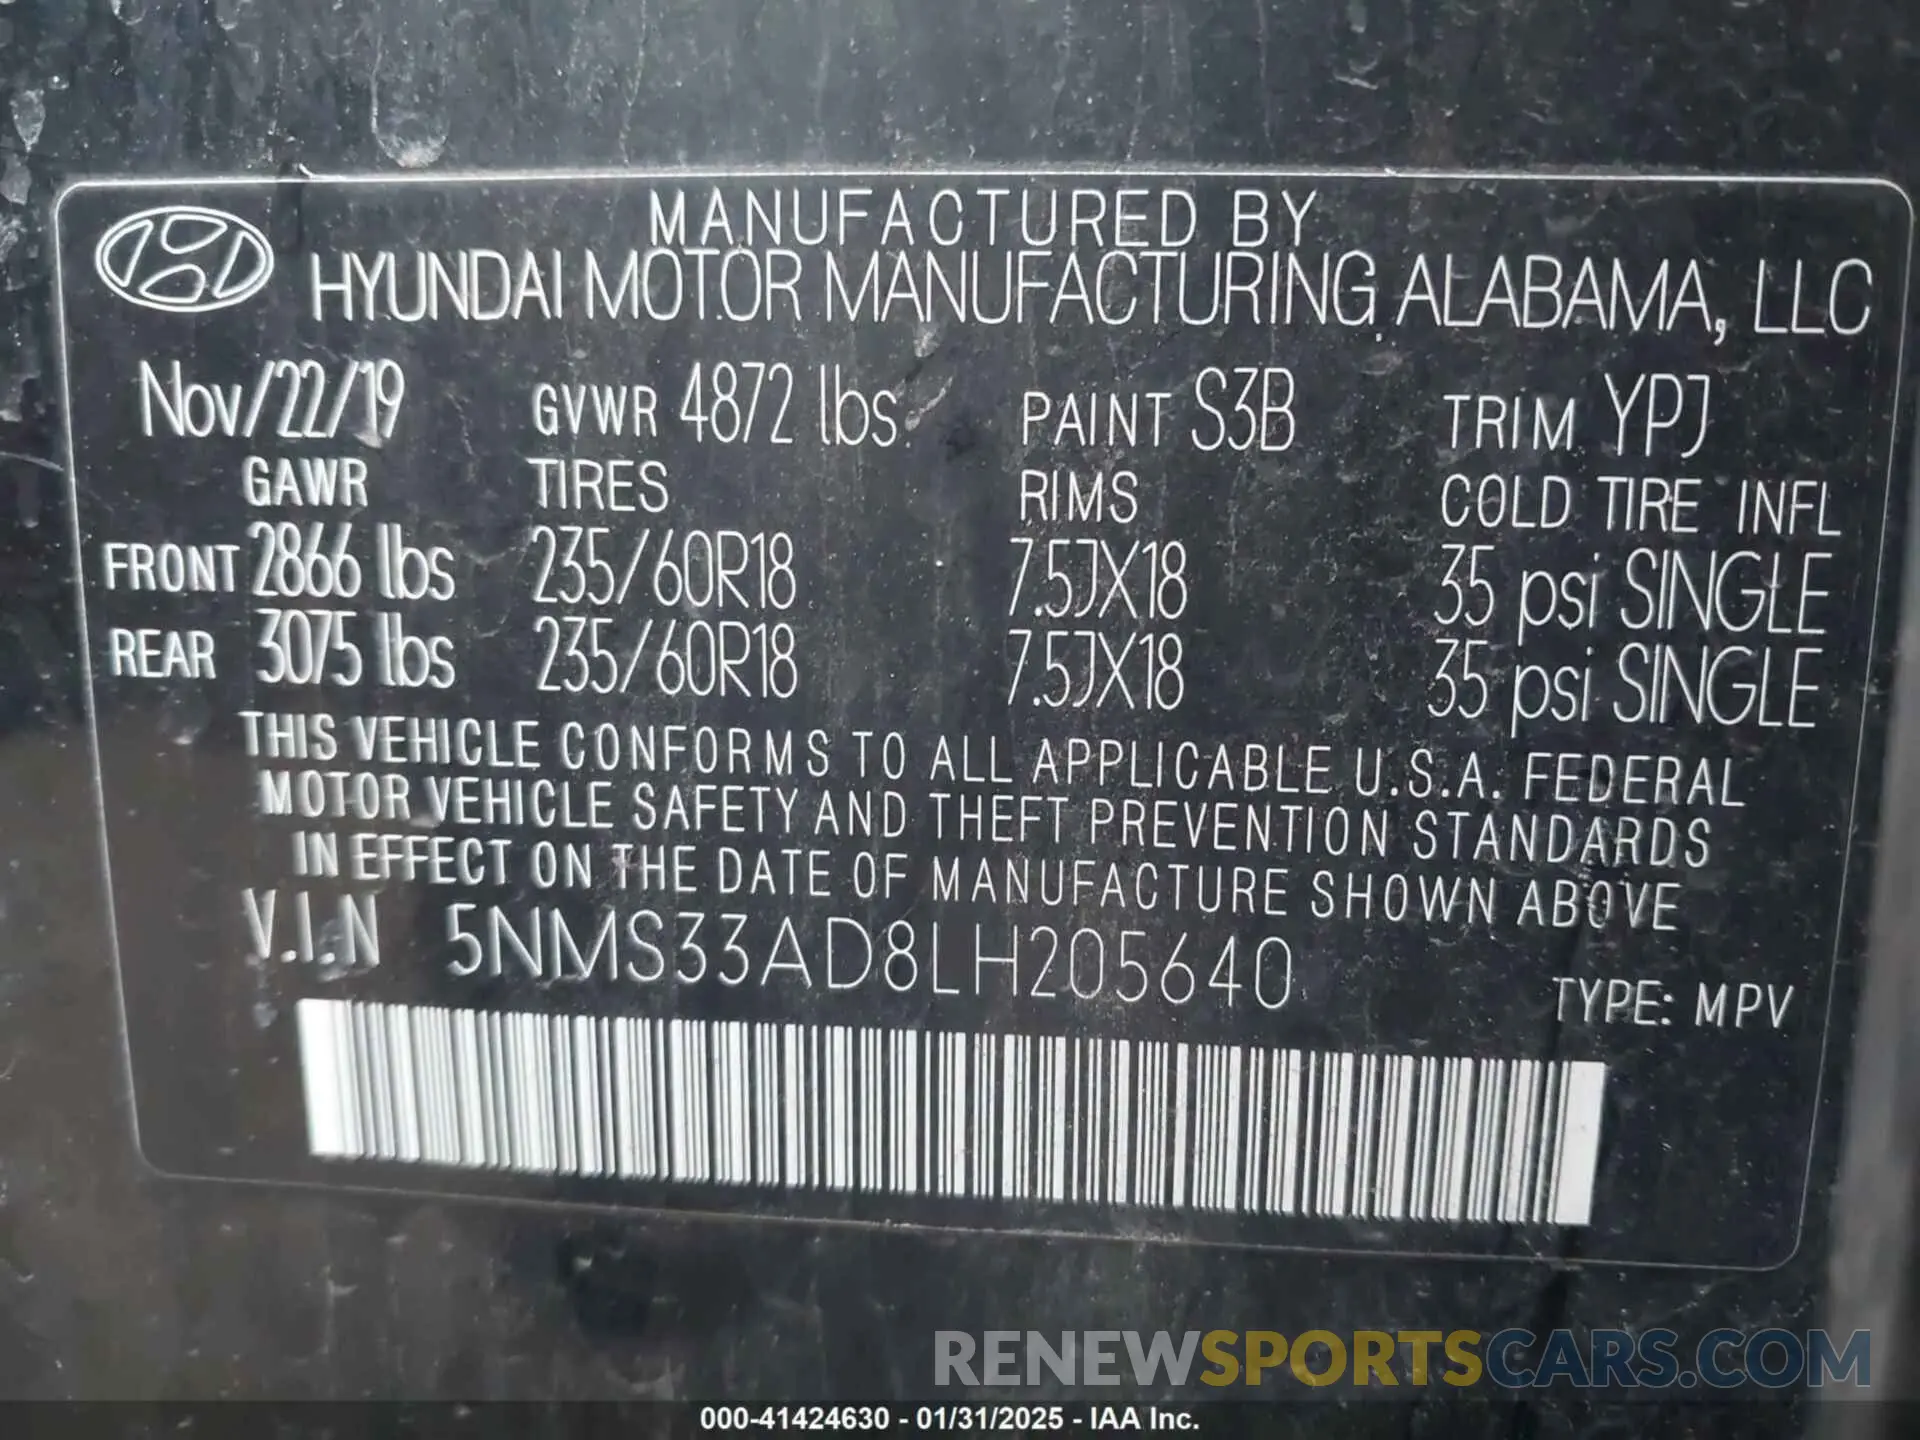 MANUFACTURED BY
HYUNDAI MOTOR MANUFACTURING ALABAMA, LLC
Nov/22/19 GVWR 4872 lbs PAINT S3B TRIM YPJ
GAWR TIRES RIMS COLD TIRE INFL
FRONT 2866 lbs 235/60R18 7.5JX18 35 psi SINGLE
REAR 3075 lbs 235/60R18 7.5JX18 35 psi SINGLE
THIS VEHICLE CONFORMS TO ALL APPLICABLE U.S.A. FEDERAL
MOTOR VEHICLE SAFETY AND THEFT PREVENTION STANDARDS
IN EFFECT ON THE DATE OF MANUFACTURE SHOWN ABOVE
V.I.N 5NMS33AD8LH205640
TYPE: MPV
RENEWSPORTSCARS.COM
000-41424630 - 01/31/2025 - IAA Inc.